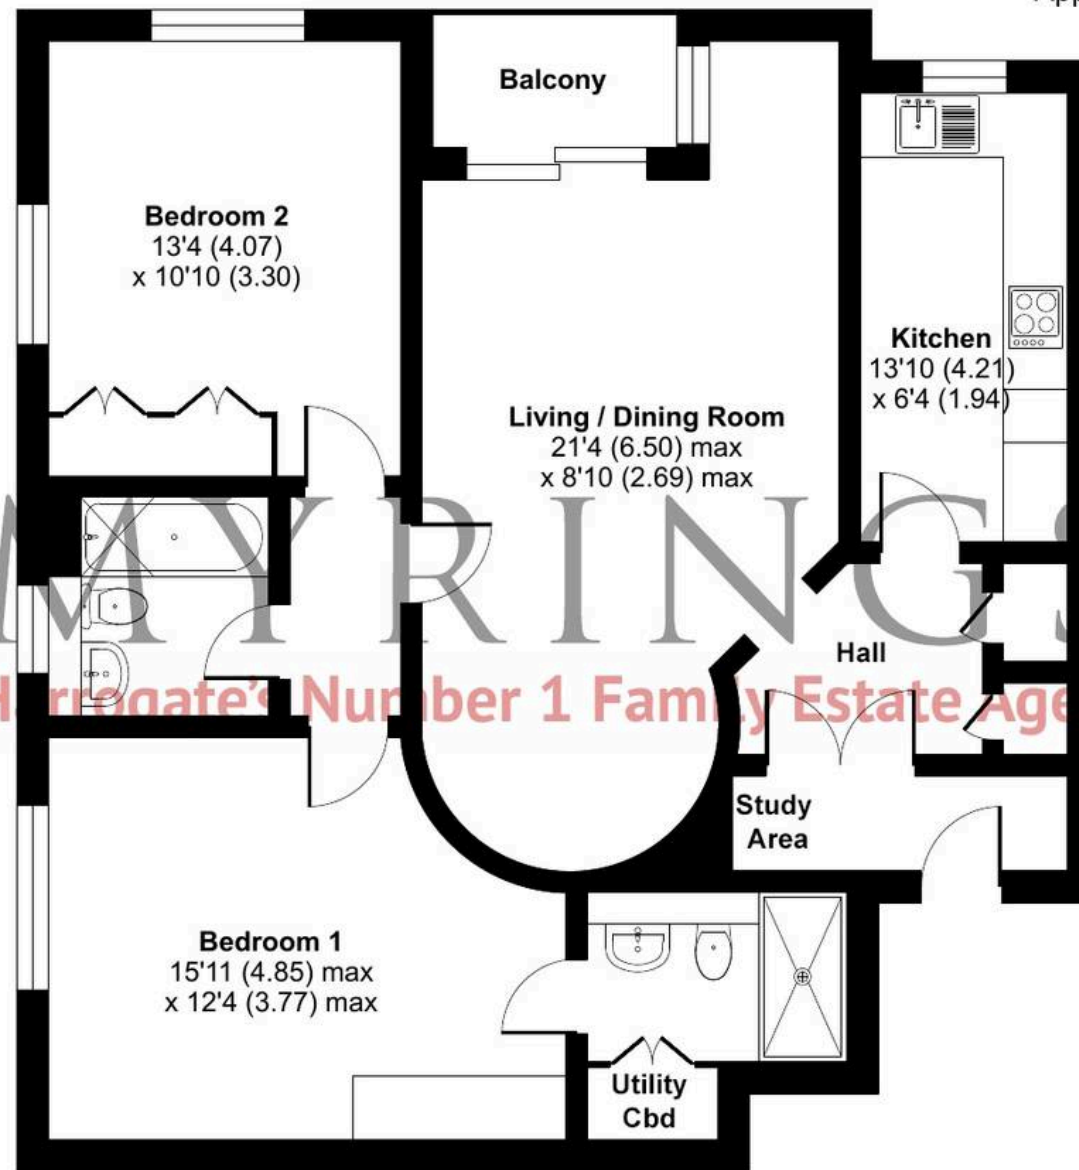 Balcony
Bedroom 2
13'4 (4.07)
x 10'10 (3.30)
Kitchen
13'10 (4.21)
x 6'4 (1.94)
Living / Dining Room
21'4 (6.50) max
x 8'10 (2.69) max
MYRINGS
Hall
Harrogate's Number 1 Family Estate Age
Study
Area
Bedroom 1
15'11 (4.85) max
x 12'4 (3.77) max
Utility
Cbd